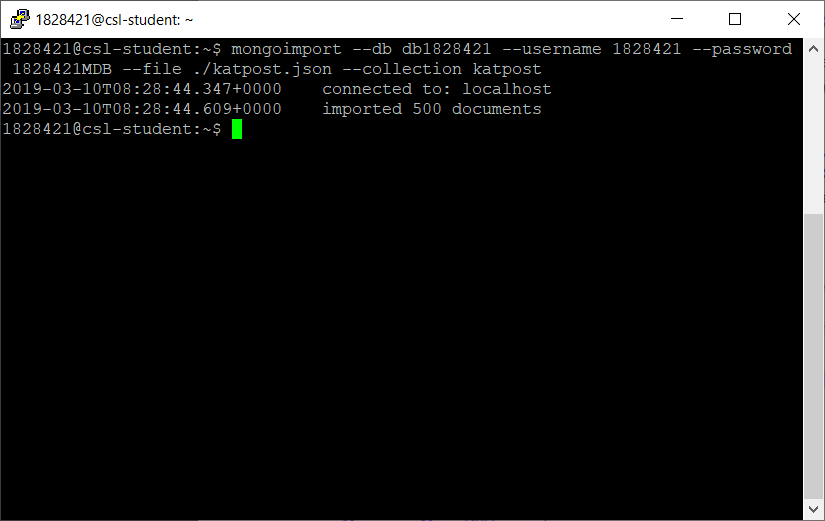 1828421@csl-student: ~
1828421@csl-student:~$ mongoimport --db db1828421 --username 1828421 --password
1828421MDB --file ./katpost.json --collection katpost
2019-03-10T08:28:44.347+0000    connected to: localhost
2019-03-10T08:28:44.609+0000    imported 500 documents
1828421@csl-student:~$